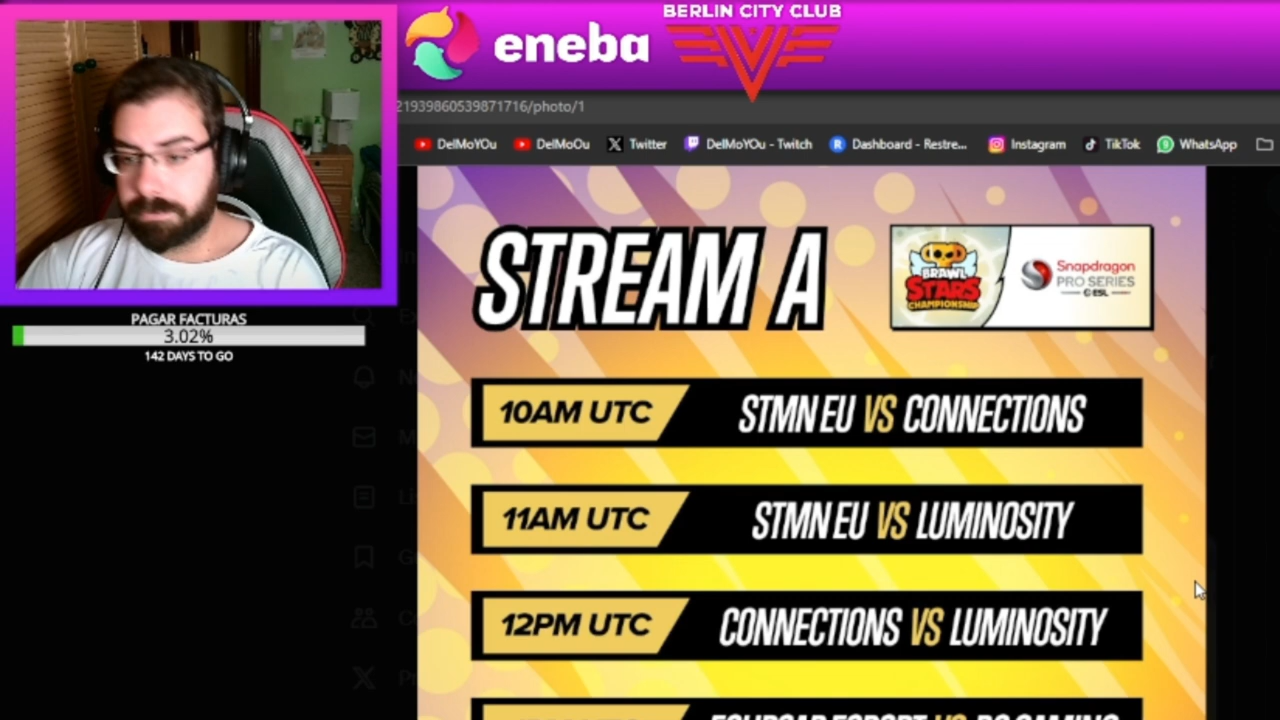 BERLIN CITY CLUB
eneba
21939860539871716/photo/1
DelMoYOu
DelMoOu
Twitter
DelMoYOu - Twitch
Dashboard - Restre...
Instagram
TikTok
WhatsApp
STREAM A
BRAWL
STARS
CHAMPIONSHIP
Snapdragon
PRO SERIES
ESL
PAGAR FACTURAS
3.02%
142 DAYS TO GO
10AM UTC
STMN EU VS CONNECTIONS
11AM UTC
STMN EU VS LUMINOSITY
12PM UTC
CONNECTIONS VS LUMINOSITY